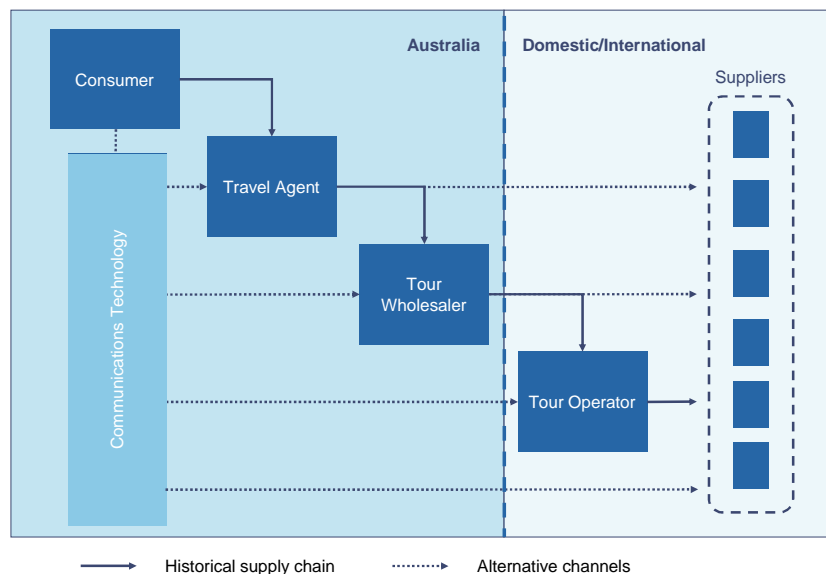 Australia
Domestic/International
Suppliers
Consumer
Travel Agent
Tour
Wholesaler
Tour Operator
Communications Technology
Historical supply chain
Alternative channels